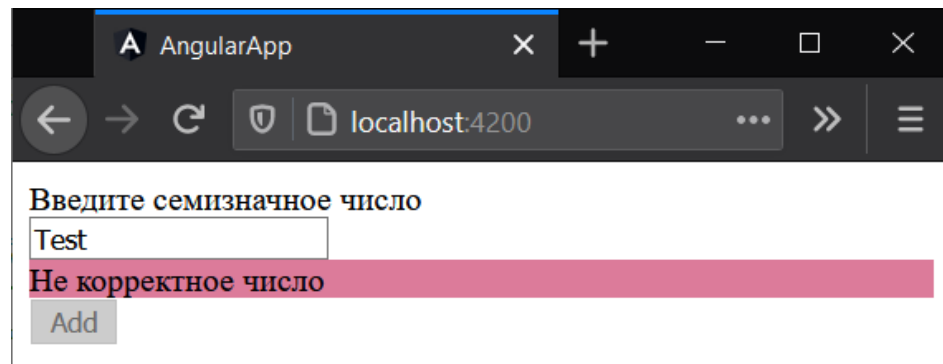 AngularApp
localhost:4200
Введите семизначное число
Test
Не корректное число
Add